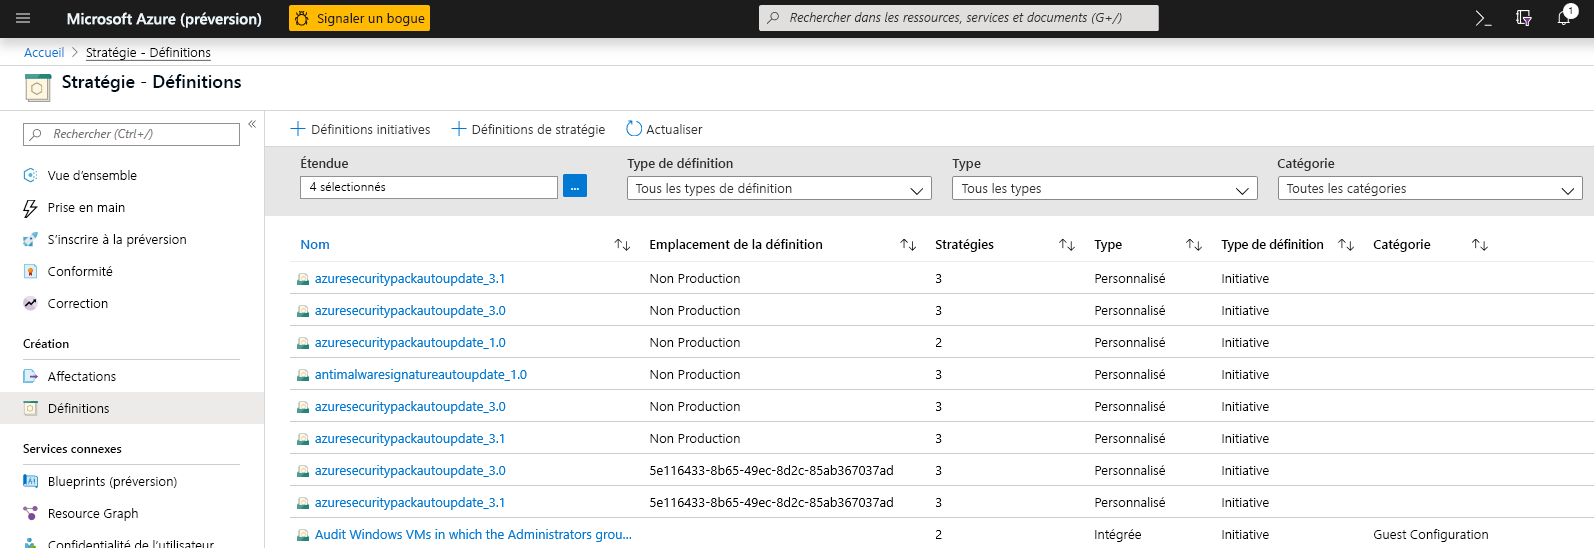 Microsoft Azure (préversion)
Signaler un bogue
Rechercher dans les ressources, services et documents (G+/)
1
Accueil > Stratégie - Définitions
Stratégie - Définitions
Rechercher (Ctrl+/)
«
Vue d'ensemble
Prise en main
S'inscrire à la préversion
Conformité
Correction
Création
Affectations
Définitions
Services connexes
Blueprints (préversion)
Resource Graph
Confidentialité de l'utilisateur
Définitions initiatives
Définitions de stratégie
Actualiser
Étendue
4 sélectionnés
...
Type de définition
Tous les types de définition
Type
Tous les types
Catégorie
Toutes les catégories
Nom Emplacement de la définition Stratégies Type Type de définition Catégorie
azuresecuritypackautoupdate_3.1 Non Production 3 Personnalisé Initiative
azuresecuritypackautoupdate_3.0 Non Production 3 Personnalisé Initiative
azuresecuritypackautoupdate_1.0 Non Production 2 Personnalisé Initiative
antimalwaresignatureautoupdate_1.0 Non Production 3 Personnalisé Initiative
azuresecuritypackautoupdate_3.0 Non Production 3 Personnalisé Initiative
azuresecuritypackautoupdate_3.1 Non Production 3 Personnalisé Initiative
azuresecuritypackautoupdate_3.0 5e116433-8b65-49ec-8d2c-85ab367037ad 3 Personnalisé Initiative
azuresecuritypackautoupdate_3.1 5e116433-8b65-49ec-8d2c-85ab367037ad 3 Personnalisé Initiative
Audit Windows VMs in which the Administrators grou... 2 Intégrée Initiative Guest Configuration